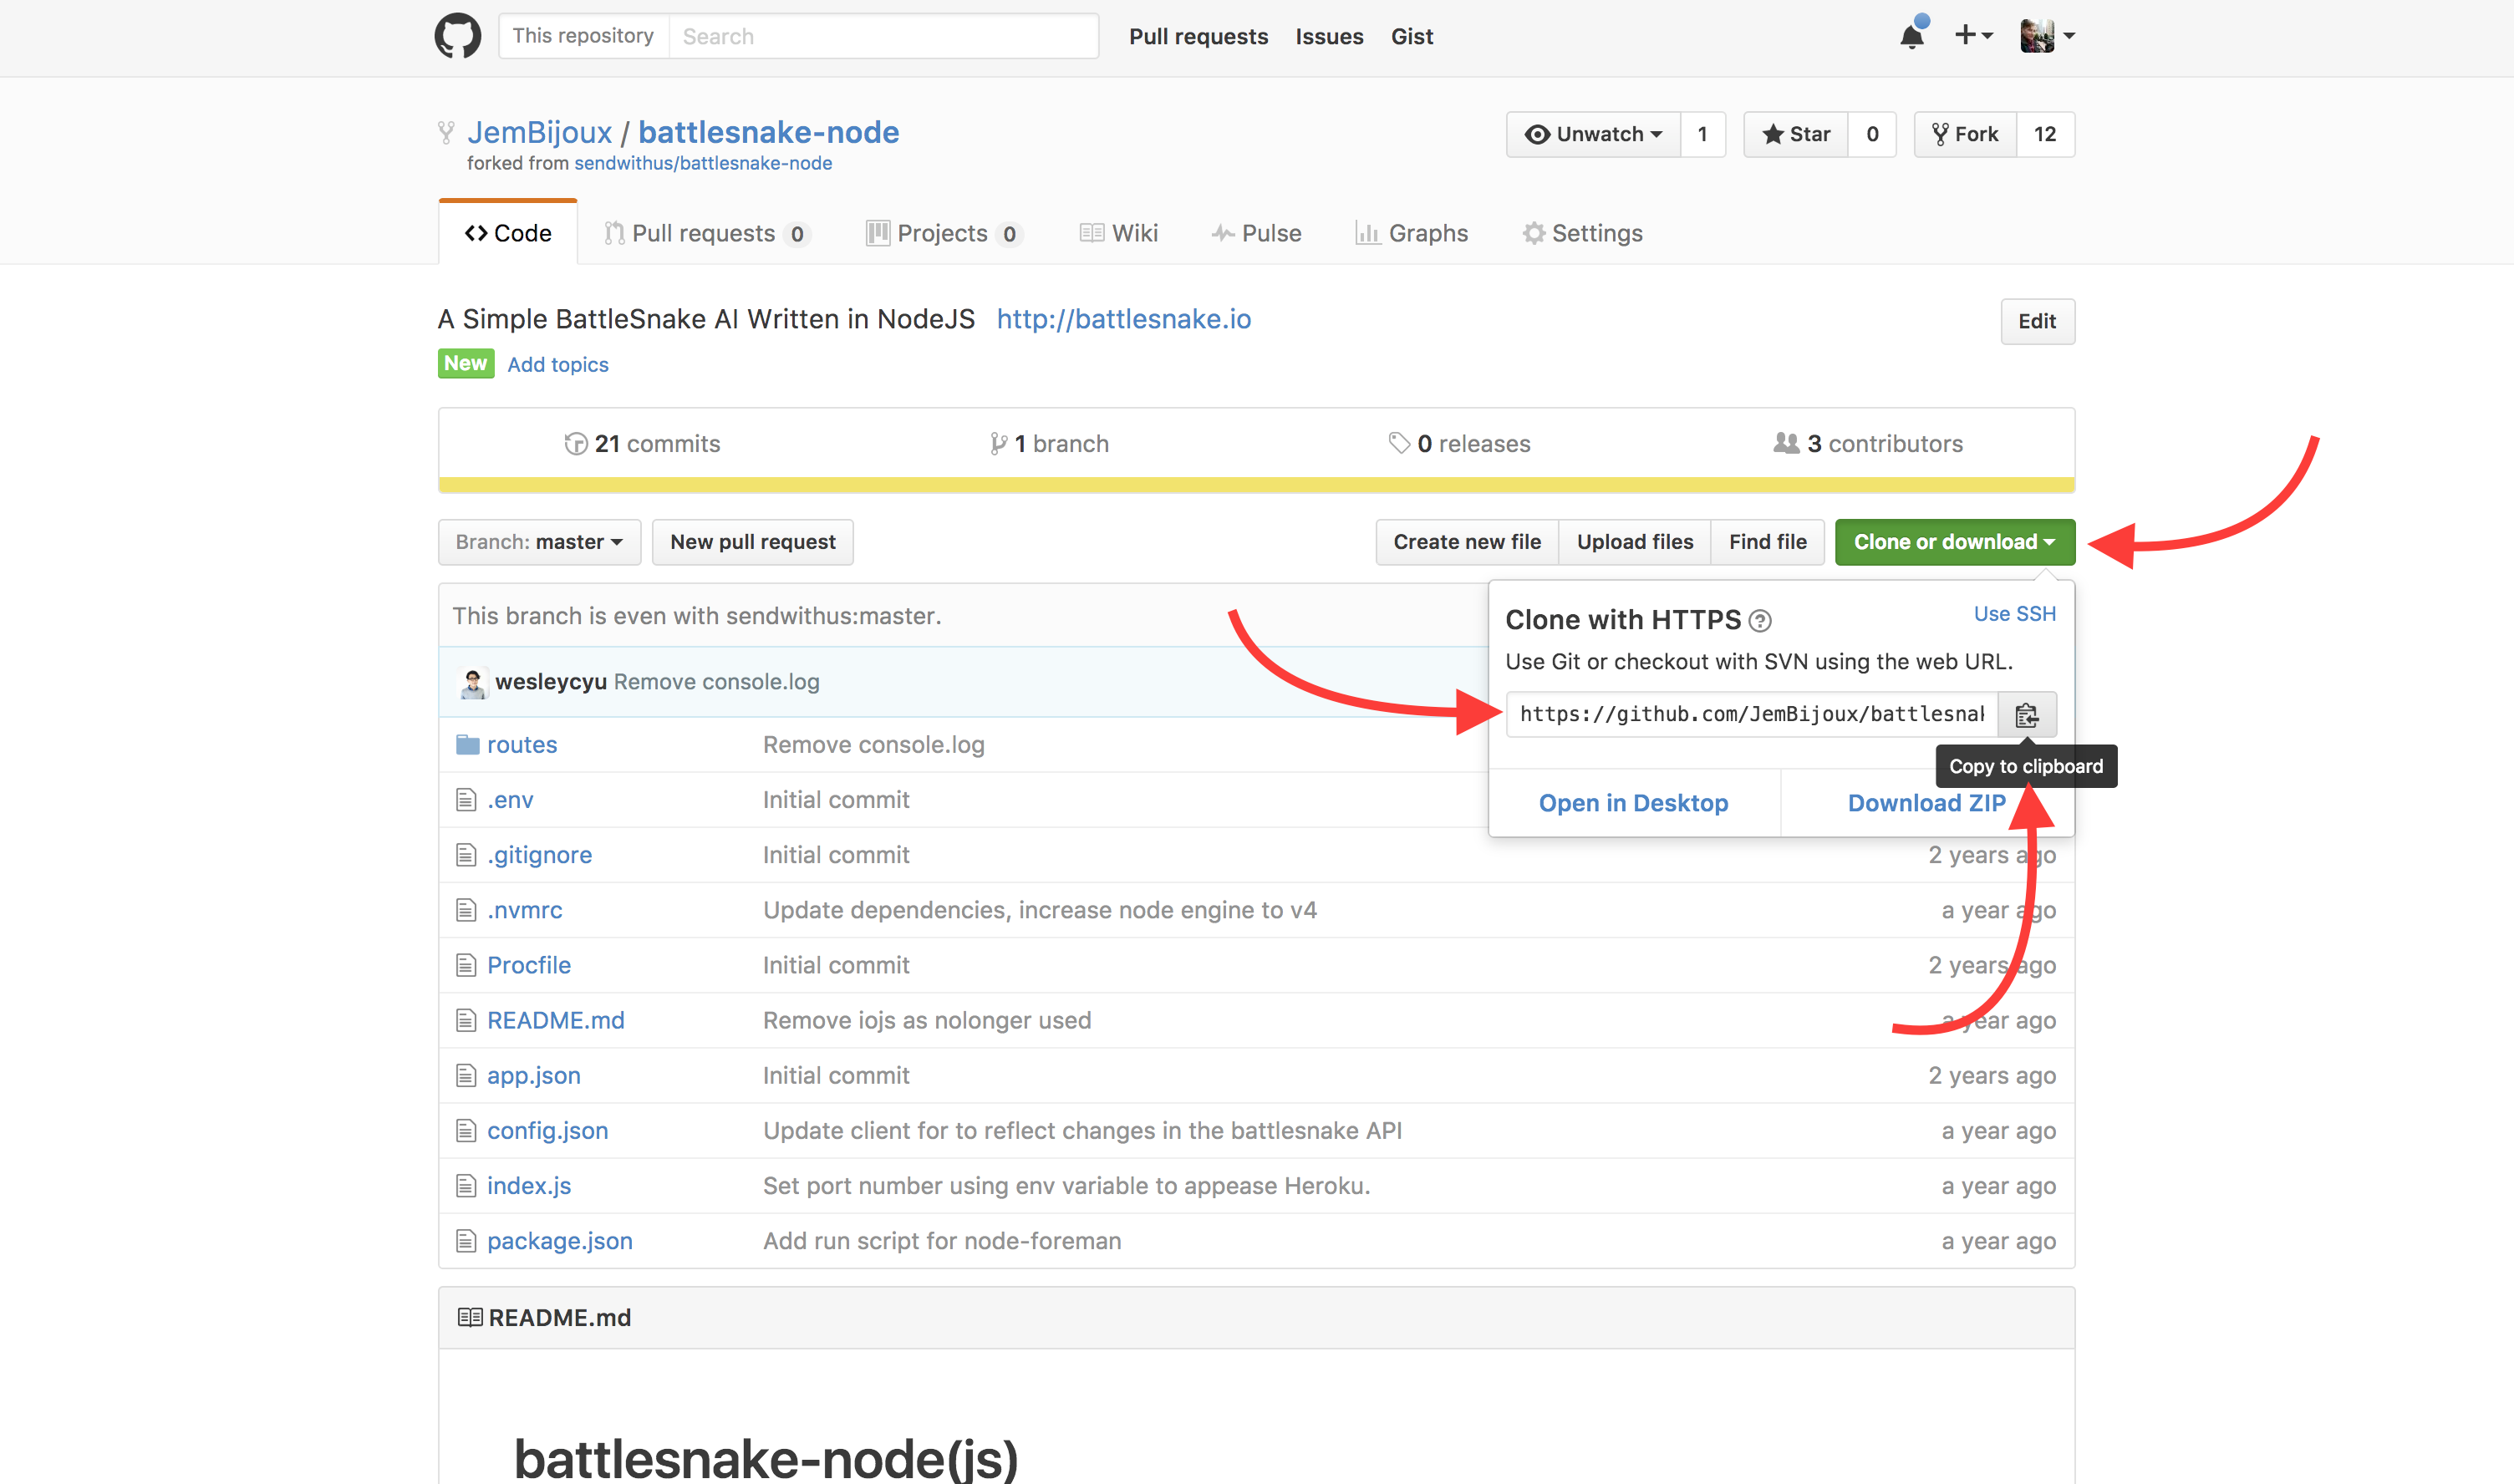 This repository Search Pull requests Issues Gist
JemBijoux / battlesnake-node Unwatch 1 Star 0 Fork 12
forked from sendwithus/battlesnake-node
Code Pull requests 0 Projects 0 Wiki Pulse Graphs Settings
A Simple BattleSnake AI Written in NodeJS http://battlesnake.io Edit
New Add topics
21 commits 1 branch 0 releases 3 contributors
Branch: master New pull request Create new file Upload files Find file Clone or download
This branch is even with sendwithus:master.
Clone with HTTPS Use SSH
Use Git or checkout with SVN using the web URL.
wesleycyu Remove console.log
https://github.com/JemBijoux/battlesnak
Copy to clipboard
Open in Desktop Download ZIP
routes Remove console.log
.env Initial commit
.gitignore Initial commit 2 years ago
.nvmrc Update dependencies, increase node engine to v4 a year ago
Procfile Initial commit 2 years ago
README.md Remove iojs as nolonger used a year ago
app.json Initial commit 2 years ago
config.json Update client for to reflect changes in the battlesnake API a year ago
index.js Set port number using env variable to appease Heroku. a year ago
package.json Add run script for node-foreman a year ago
README.md
battlesnake-node(js)